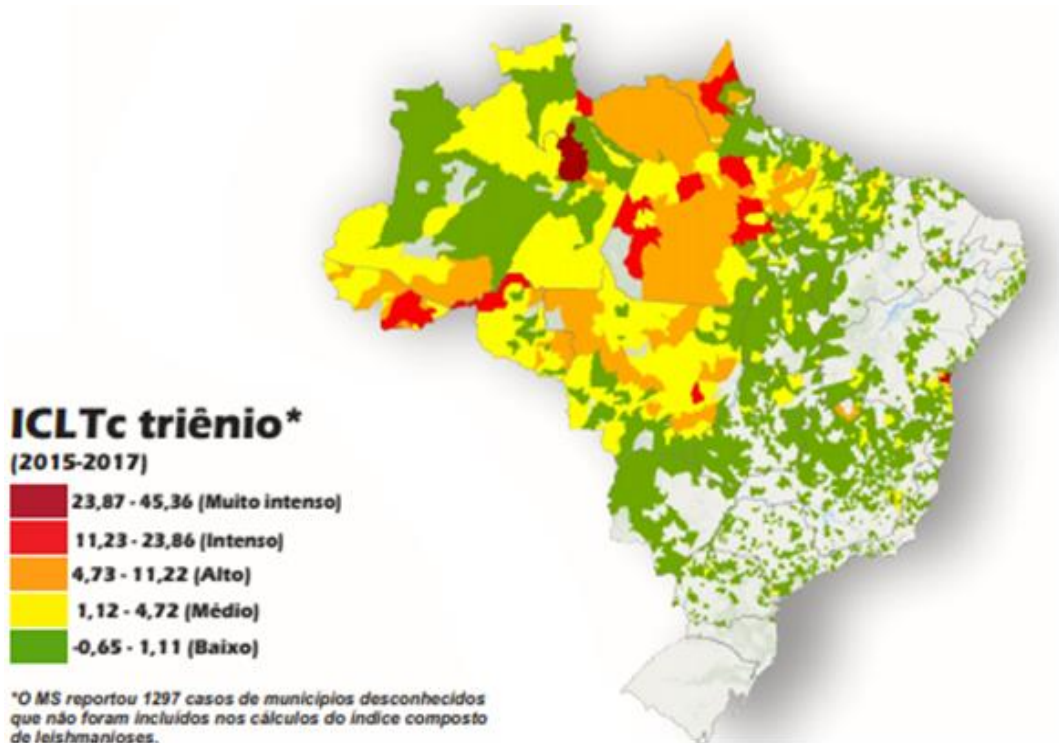 ICLTc triênio*
(2015-2017)
23,87 - 45,36 (Muito intenso)
11,23 - 23,86 (Intenso)
4,73 - 11,22 (Alto)
1,12 - 4,72 (Médio)
-0,65 - 1,11 (Baixo)
*O MS reportou 1297 casos de municípios desconhecidos
que não foram incluídos nos cálculos do índice composto
de leishmanioses.